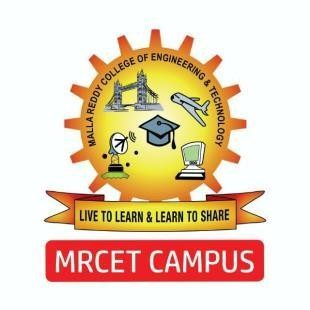 MALLA REDDY COLLEGE OF ENGINEERING & TECHNOLOGY
LIVE TO LEARN & LEARN TO SHARE
MRCET CAMPUS